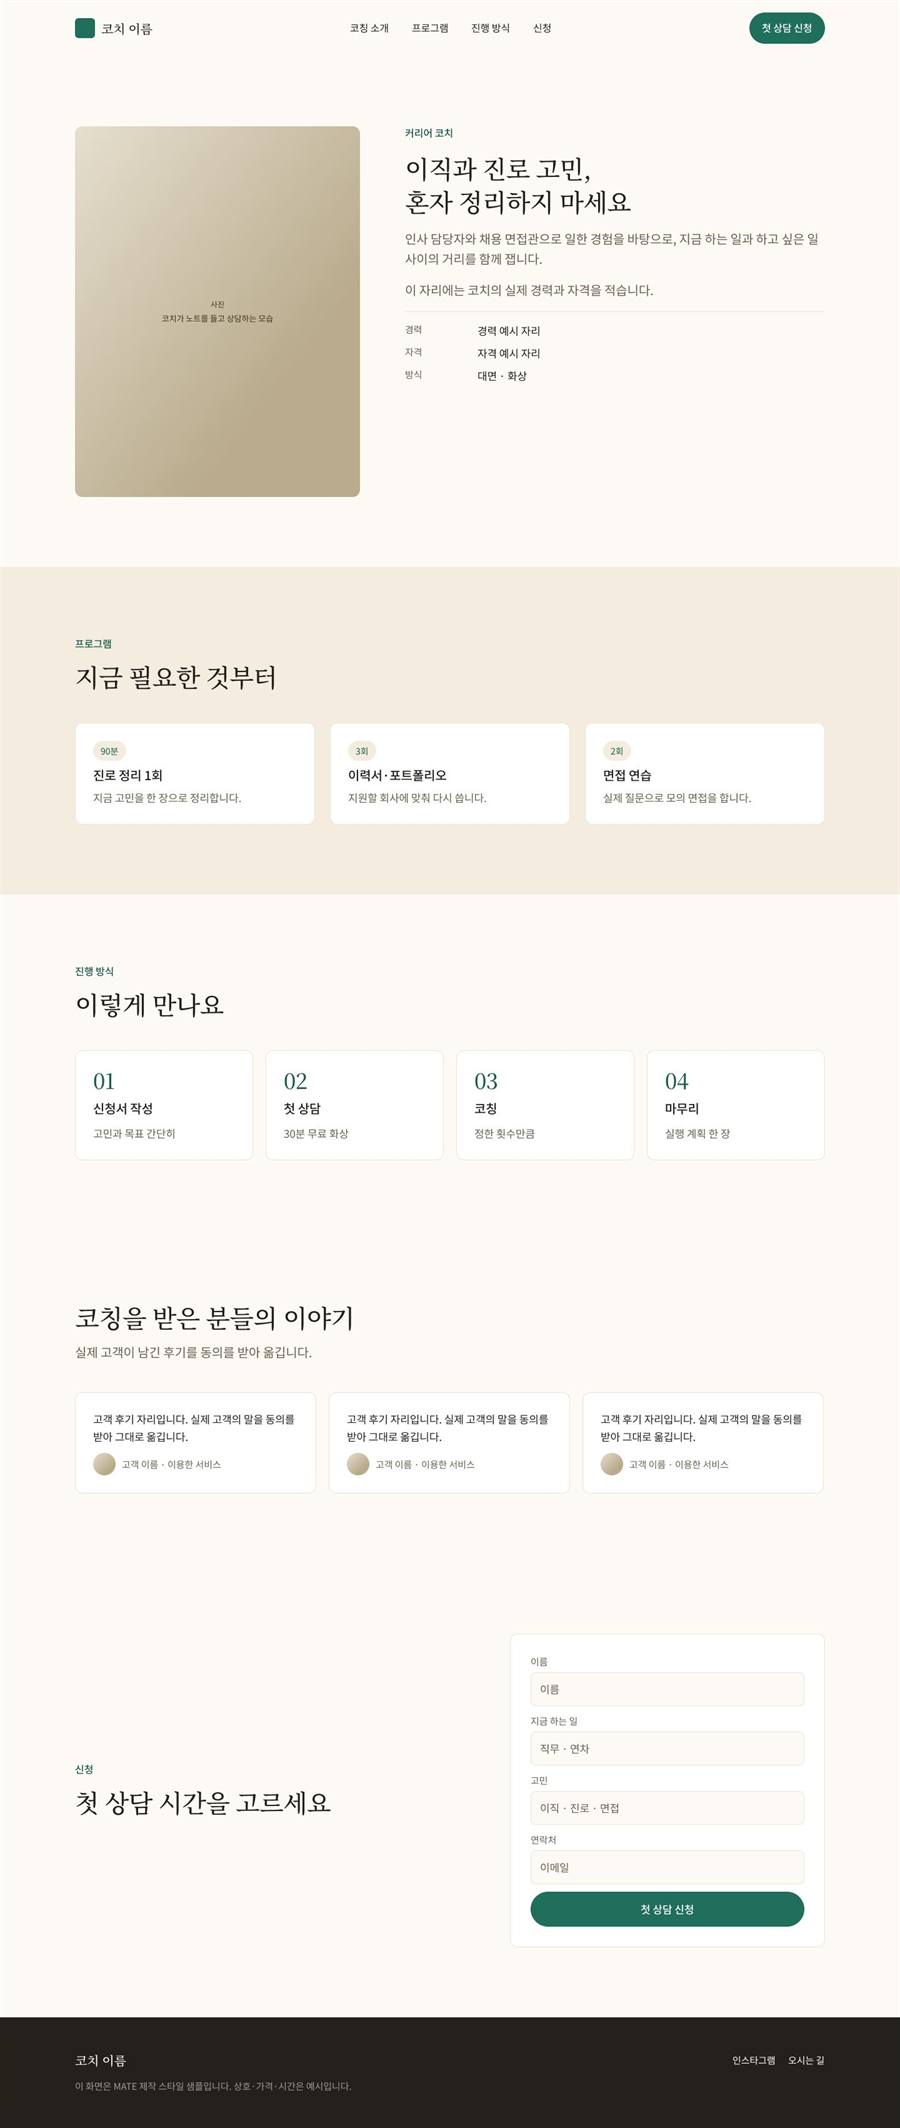 코치 이름
코칭 소개
프로그램
진행 방식
신청
첫 상담 신청
사진
코치가 노트를 들고 상담하는 모습
커리어 코치
이직과 진로 고민,
혼자 정리하지 마세요
인사 담당자와 채용 면접관으로 일한 경험을 바탕으로, 지금 하는 일과 하고 싶은 일
사이의 거리를 함께 잽니다.
이 자리에는 코치의 실제 경력과 자격을 적습니다.
경력 경력 예시 자리
자격 자격 예시 자리
방식 대면 · 화상
프로그램
지금 필요한 것부터
90분
진로 정리 1회
지금 고민을 한 장으로 정리합니다.
3회
이력서·포트폴리오
지원할 회사에 맞춰 다시 씁니다.
2회
면접 연습
실제 질문으로 모의 면접을 합니다.
진행 방식
이렇게 만나요
01
신청서 작성
고민과 목표 간단히
02
첫 상담
30분 무료 화상
03
코칭
정한 횟수만큼
04
마무리
실행 계획 한 장
코칭을 받은 분들의 이야기
실제 고객이 남긴 후기를 동의를 받아 옮깁니다.
고객 후기 자리입니다. 실제 고객의 말을 동의를
받아 그대로 옮깁니다.
고객 이름 · 이용한 서비스
고객 후기 자리입니다. 실제 고객의 말을 동의를
받아 그대로 옮깁니다.
고객 이름 · 이용한 서비스
고객 후기 자리입니다. 실제 고객의 말을 동의를
받아 그대로 옮깁니다.
고객 이름 · 이용한 서비스
신청
첫 상담 시간을 고르세요
이름
이름
지금 하는 일
직무 · 연차
고민
이직 · 진로 · 면접
연락처
이메일
첫 상담 신청
코치 이름
이 화면은 MATE 제작 스타일 샘플입니다. 상호·가격·시간은 예시입니다.
인스타그램
오시는 길